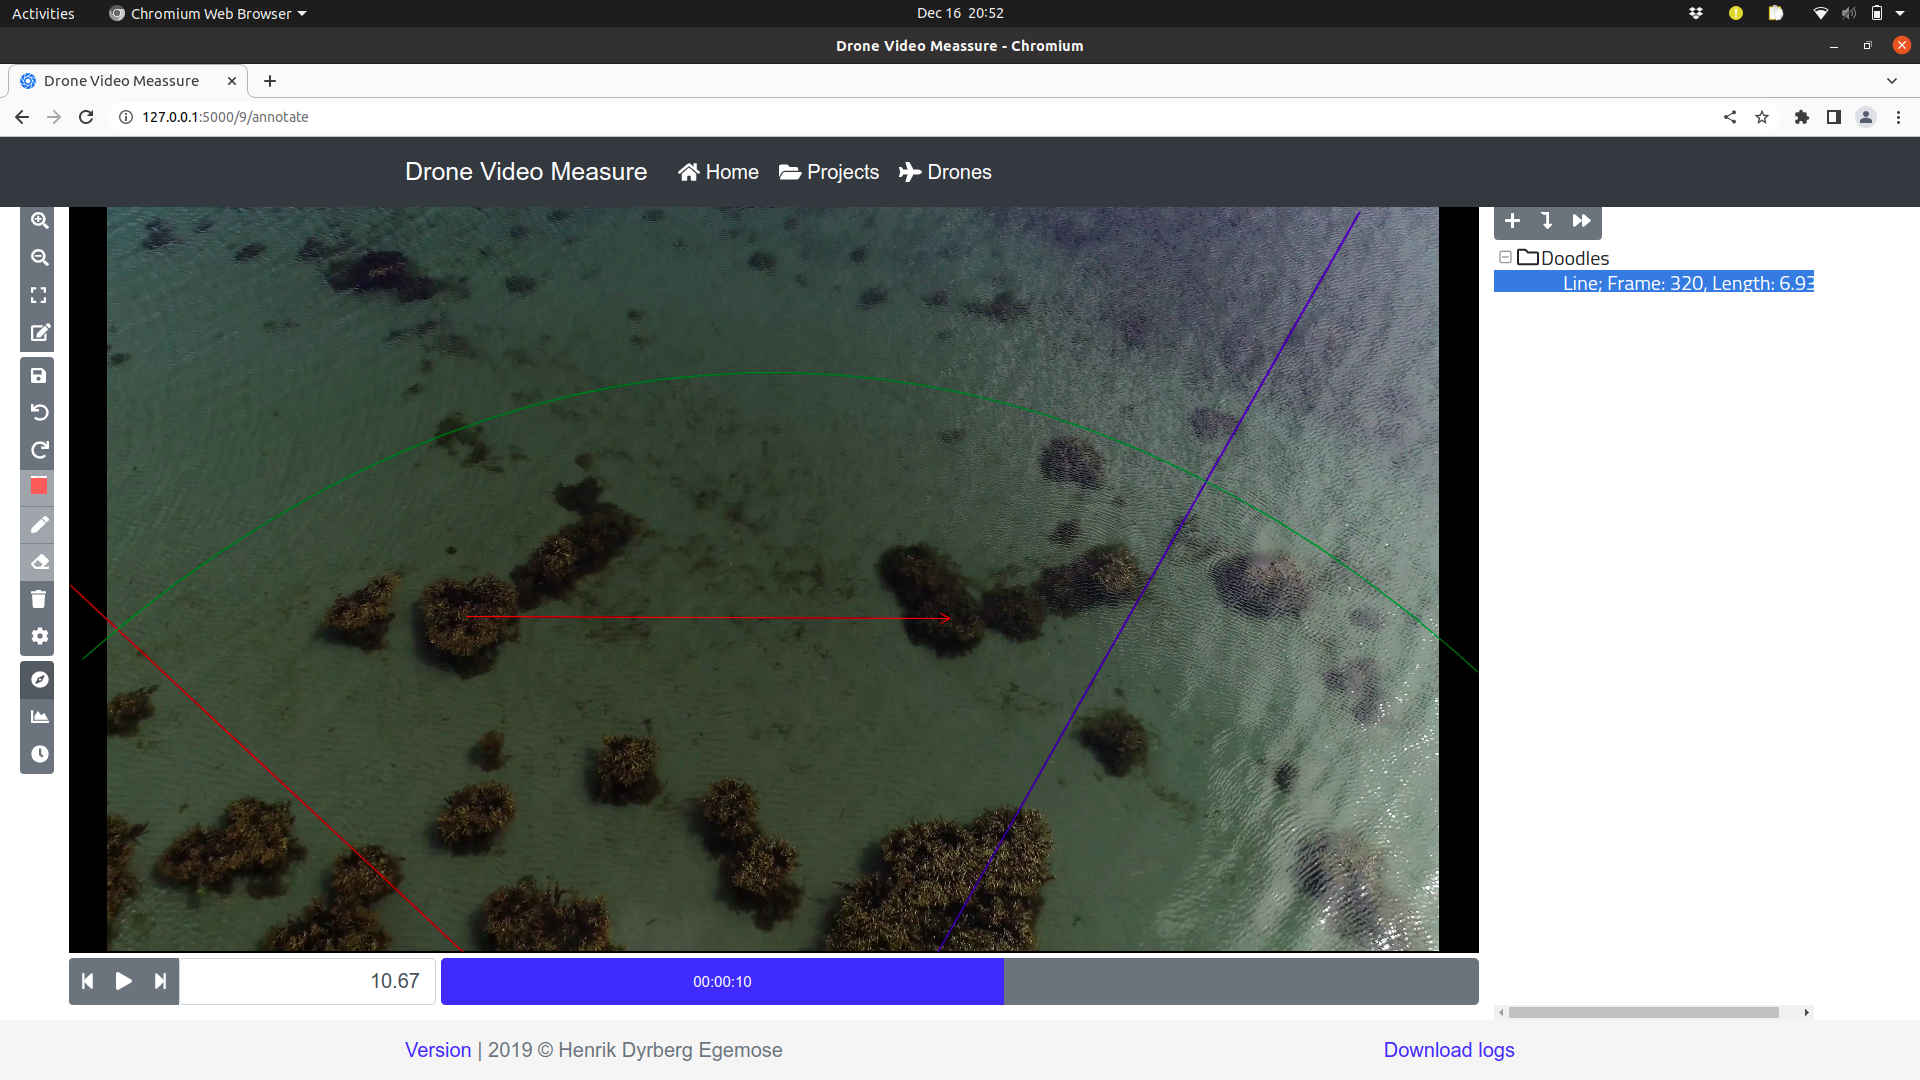 Activities Chromium Web Browser Dec 16 20:52
Drone Video Meassure - Chromium
Drone Video Meassure
127.0.0.1:5000/9/annotate
Drone Video Measure Home Projects Drones
Doodles
Line; Frame: 320, Length: 6.93
10.67 00:00:10
Version | 2019 © Henrik Dyrberg Egemose Download logs